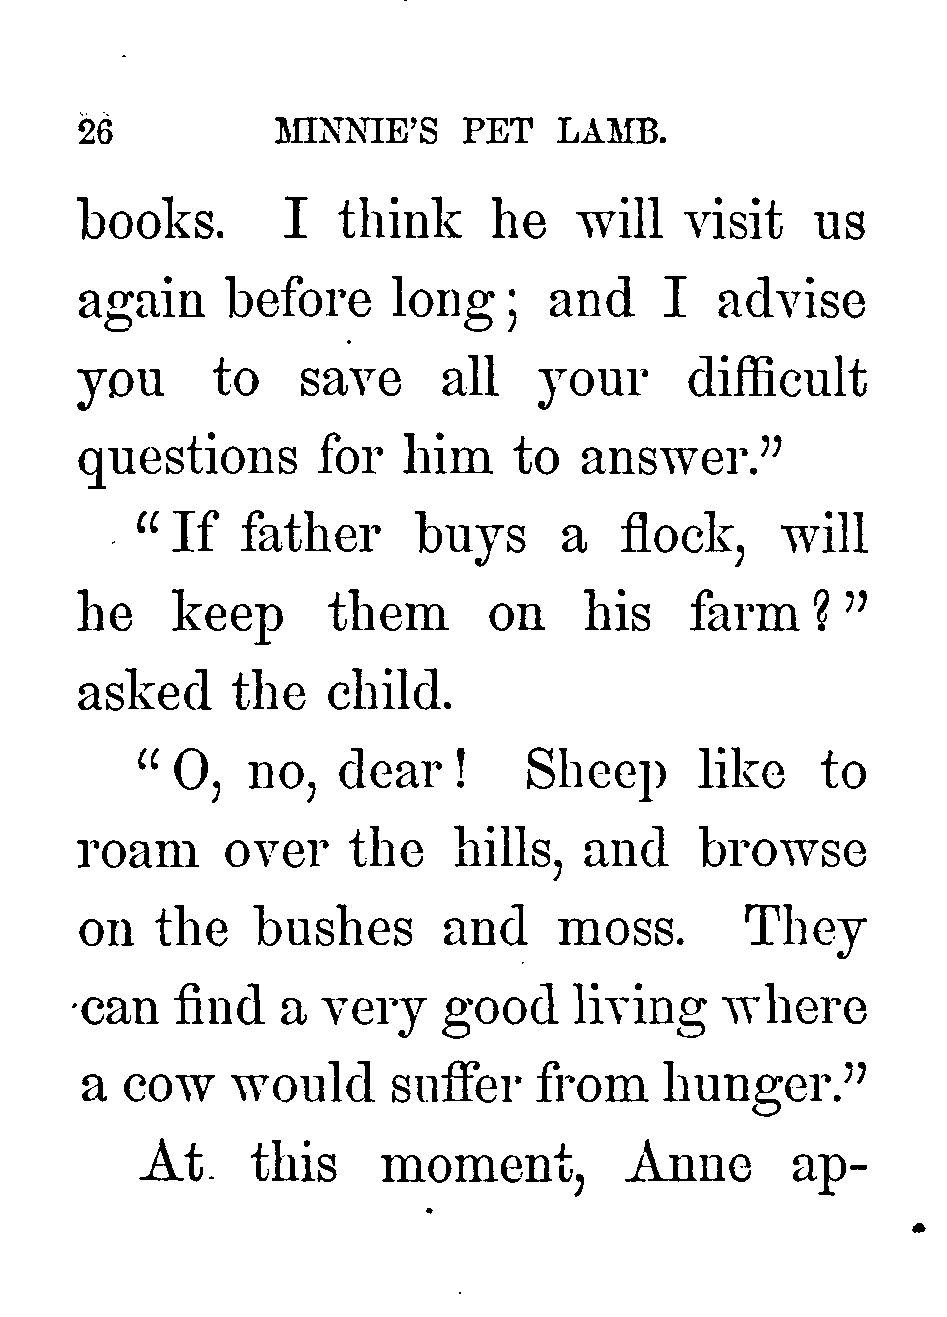 26 MINNIE'S PET LAMB.
books. I think he will visit us
again before long; and I advise
you to save all your difficult
questions for him to answer."
"If father buys a flock, will
he keep them on his farm?"
asked the child.
"O, no, dear! Sheep like to
roam over the hills, and browse
on the bushes and moss. They
can find a very good living where
a cow would suffer from hunger."
At this moment, Anne ap-